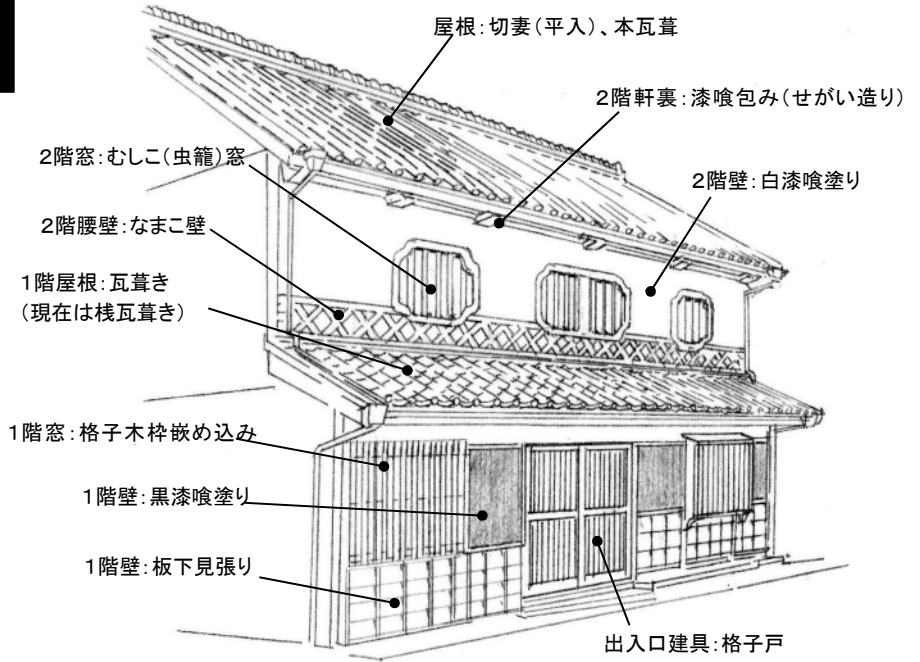 屋根：切妻（平入）、本瓦葺
2階軒裏：漆喰包み（せがい造り）
2階窓：むしこ（虫籠）窓
2階壁：白漆喰塗り
2階腰壁：なまこ壁
1階屋根：瓦葺き
（現在は桟瓦葺き）
1階窓：格子木枠嵌め込み
1階壁：黒漆喰塗り
1階壁：板下見張り
出入口建具：格子戸